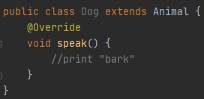 public class Dog extends Animal {
    @Override
    void speak() {
        //print "bark"
    }
}